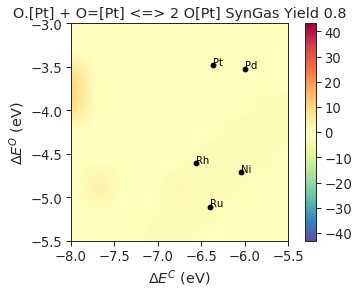 O.[Pt] + O=[Pt] <=> 2 O[Pt] SynGas Yield 0.8
−3.0
−3.5
−4.0
−4.5
−5.0
−5.5
ΔE^O (eV)
Pt
Pd
Rh
Ni
Ru
−8.0 −7.5 −7.0 −6.5 −6.0 −5.5
ΔE^C (eV)
40
30
20
10
0
−10
−20
−30
−40